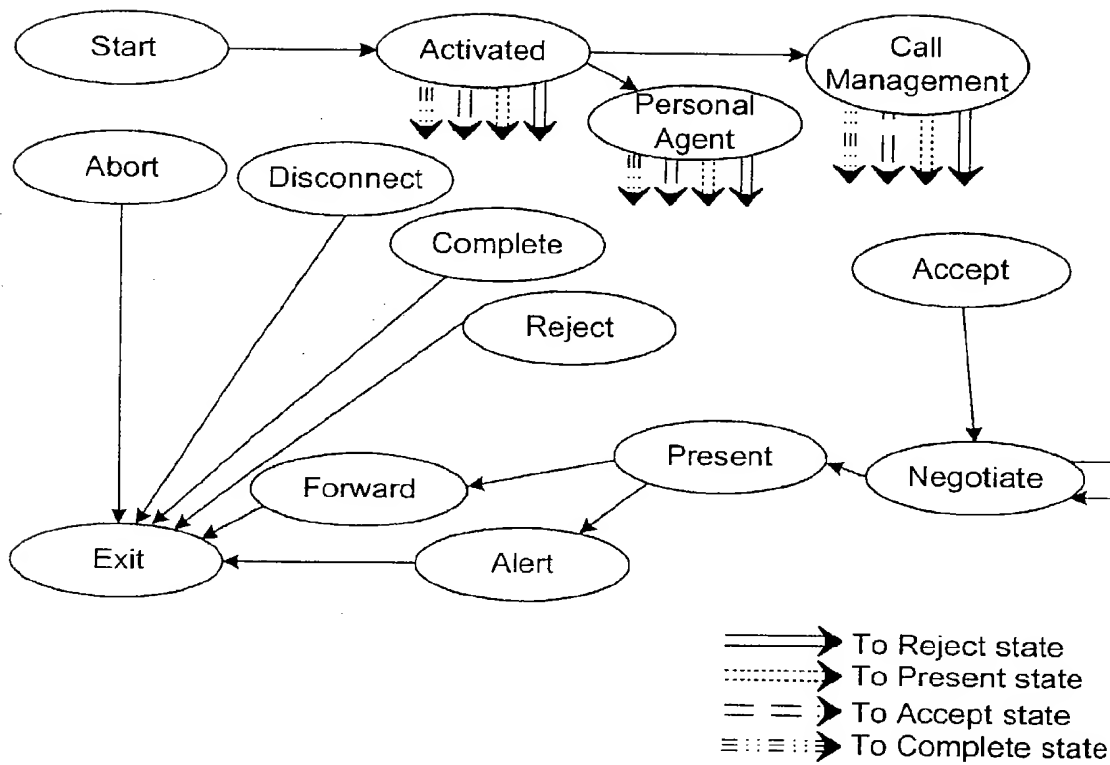 Start
Activated
Call
Management
Personal
Agent
Abort
Disconnect
Complete
Accept
Reject
Present
Negotiate
Forward
Exit
Alert
To Reject state
To Present state
To Accept state
To Complete state